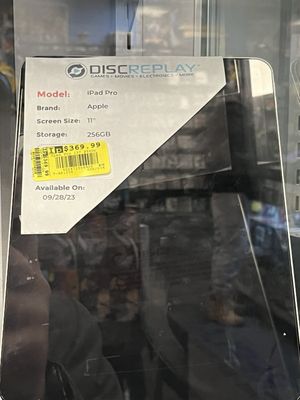 DISCREPLAY
GAMES • MOVIES • ELECTRONICS • MORE
Model: iPad Pro
Brand: Apple
Screen Size: 11"
Storage: 256GB
$369.99
Available On:
09/28/23